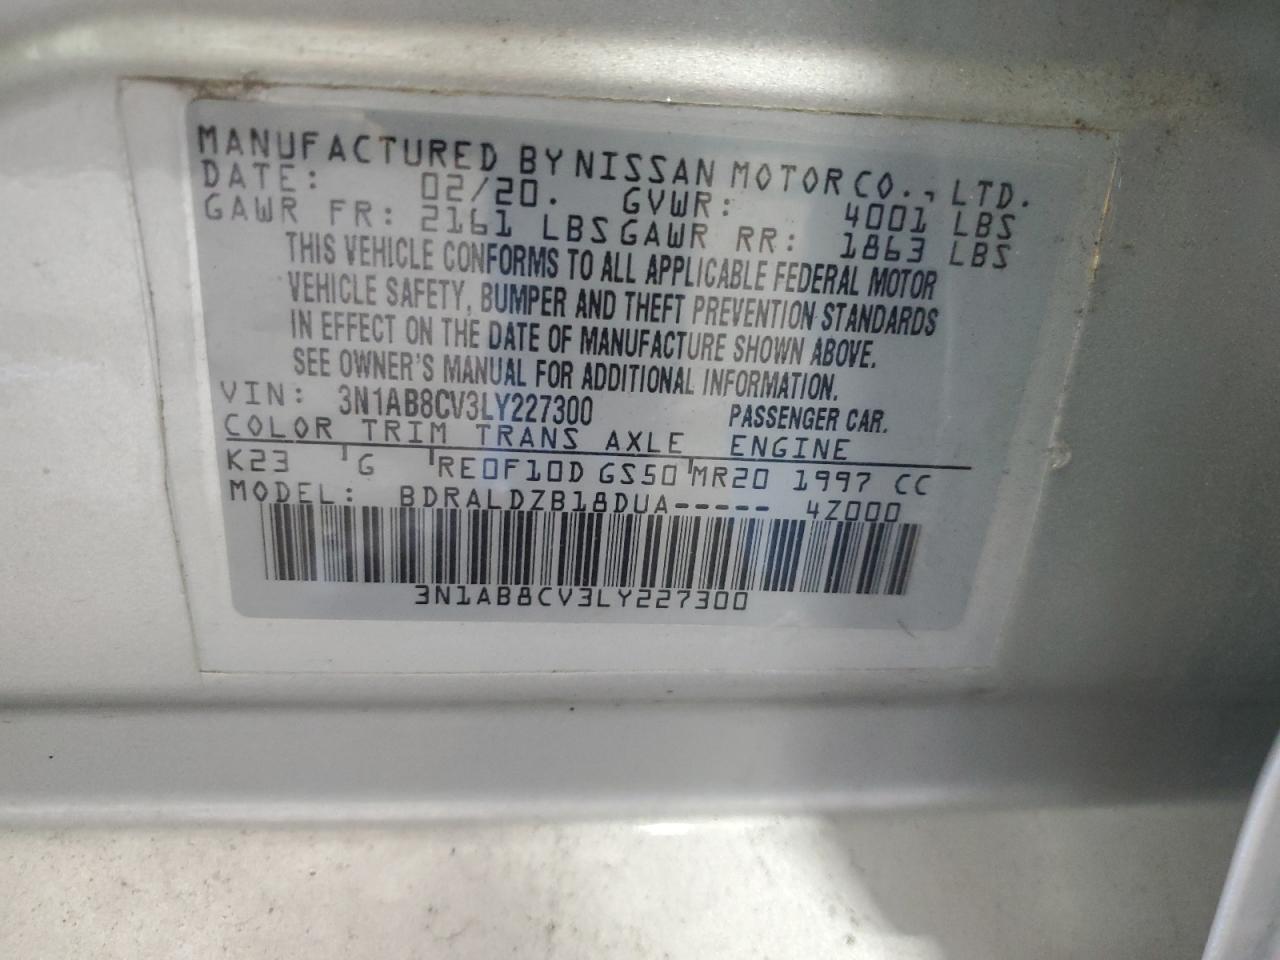 MANUFACTURED BY NISSAN MOTOR CO., LTD.
DATE: 02/20. GVWR: 4001 LBS
GAWR FR: 2161 LBS GAWR RR: 1863 LBS
THIS VEHICLE CONFORMS TO ALL APPLICABLE FEDERAL MOTOR
VEHICLE SAFETY, BUMPER AND THEFT PREVENTION STANDARDS
IN EFFECT ON THE DATE OF MANUFACTURE SHOWN ABOVE.
SEE OWNER'S MANUAL FOR ADDITIONAL INFORMATION.
VIN: 3N1AB8CV3LY227300 PASSENGER CAR.
COLOR TRIM TRANS AXLE ENGINE
K23 G RE0F10D GS50 MR20 1997 CC
MODEL: BDRALDZB18DUA----- 4Z000
3N1AB8CV3LY227300